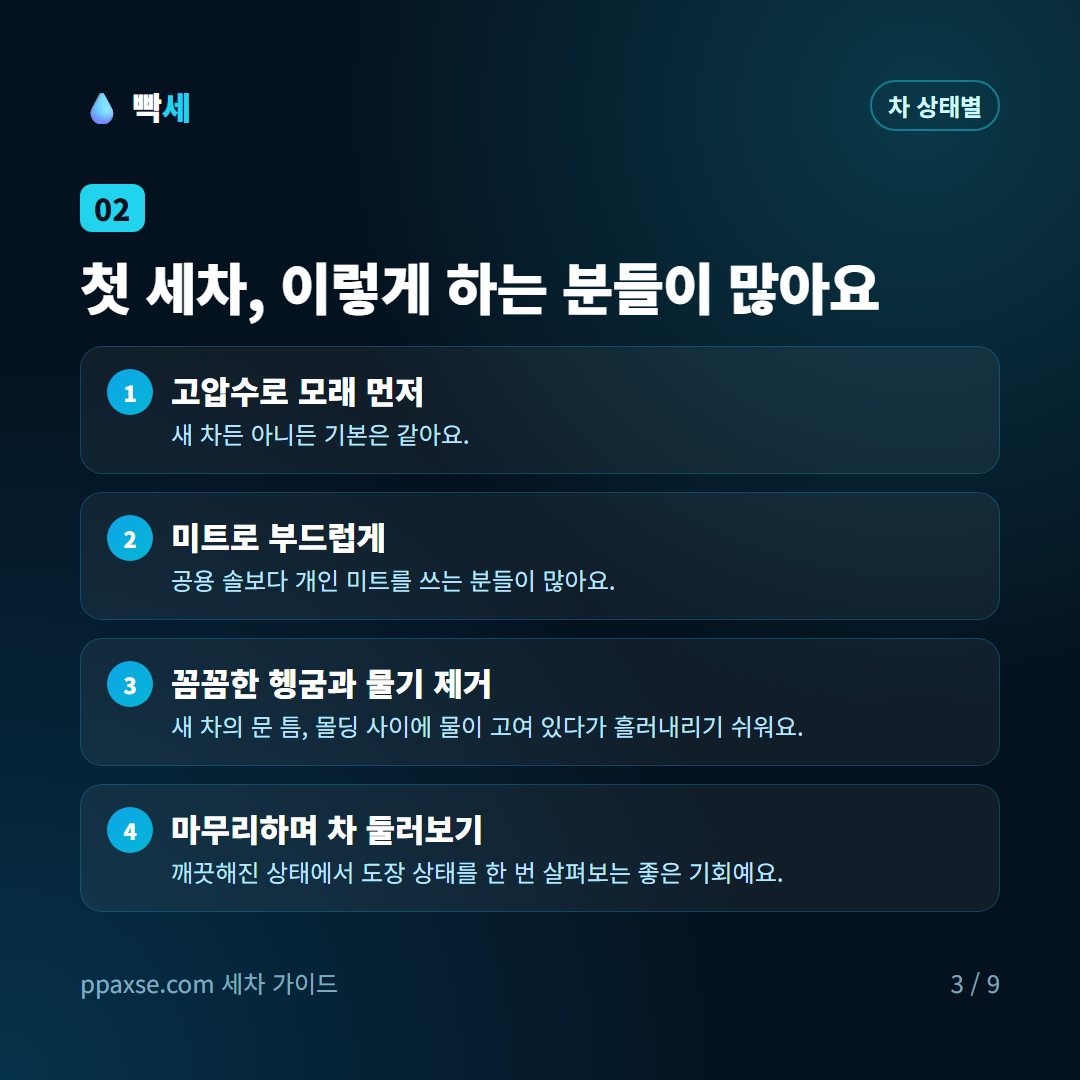 빡세
차 상태별
02
첫 세차, 이렇게 하는 분들이 많아요
1
고압수로 모래 먼저
새 차든 아니든 기본은 같아요.
2
미트로 부드럽게
공용 솔보다 개인 미트를 쓰는 분들이 많아요.
3
꼼꼼한 헹굼과 물기 제거
새 차의 문 틈, 몰딩 사이에 물이 고여 있다가 흘러내리기 쉬워요.
4
마무리하며 차 둘러보기
깨끗해진 상태에서 도장 상태를 한 번 살펴보는 좋은 기회예요.
ppaxse.com 세차 가이드
3 / 9